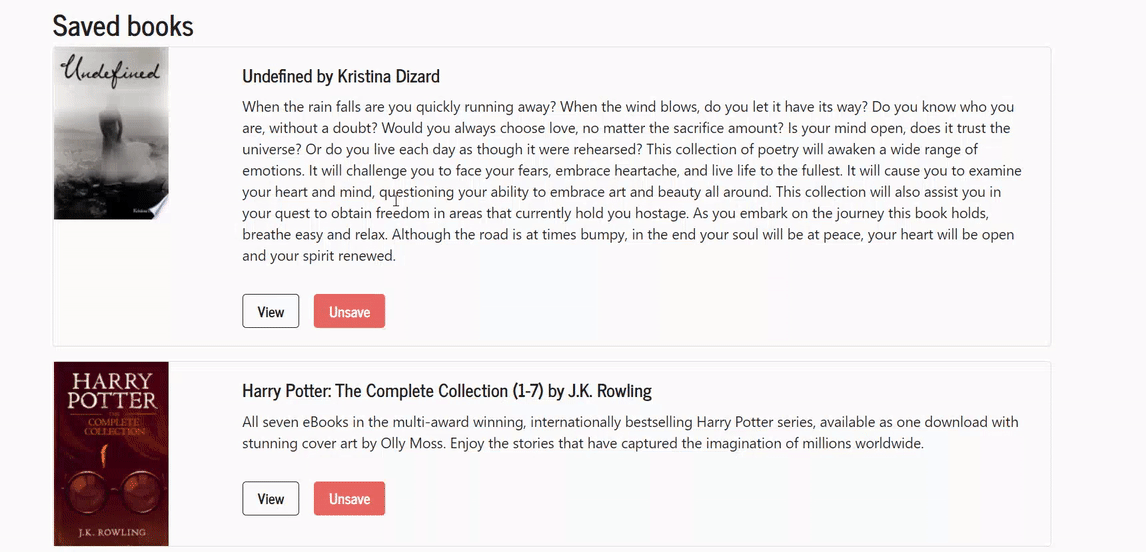 Saved books
Undefined
Undefined by Kristina Dizard
When the rain falls are you quickly running away? When the wind blows, do you let it have its way? Do you know who you
are, without a doubt? Would you always choose love, no matter the sacrifice amount? Is your mind open, does it trust the
universe? Or do you live each day as though it were rehearsed? This collection of poetry will awaken a wide range of
emotions. It will challenge you to face your fears, embrace heartache, and live life to the fullest. It will cause you to examine
your heart and mind, questioning your ability to embrace art and beauty all around. This collection will also assist you in
your quest to obtain freedom in areas that currently hold you hostage. As you embark on the journey this book holds,
breathe easy and relax. Although the road is at times bumpy, in the end your soul will be at peace, your heart will be open
and your spirit renewed.
View
Unsave
HARRY
POTTER
THE
COMPLETE
COLLECTION
J.K. ROWLING
Harry Potter: The Complete Collection (1-7) by J.K. Rowling
All seven eBooks in the multi-award winning, internationally bestselling Harry Potter series, available as one download with
stunning cover art by Olly Moss. Enjoy the stories that have captured the imagination of millions worldwide.
View
Unsave